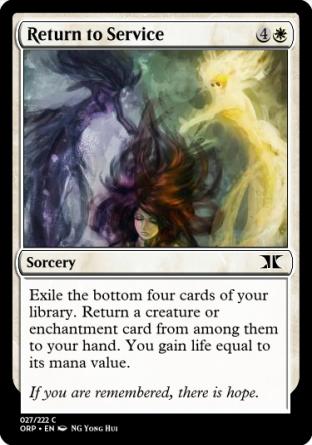 Return to Service 4
Sorcery
Exile the bottom four cards of your
library. Return a creature or
enchantment card from among them
to your hand. You gain life equal to
its mana value.
If you are remembered, there is hope.
027/222 C
ORP • EN NG Yong Hui